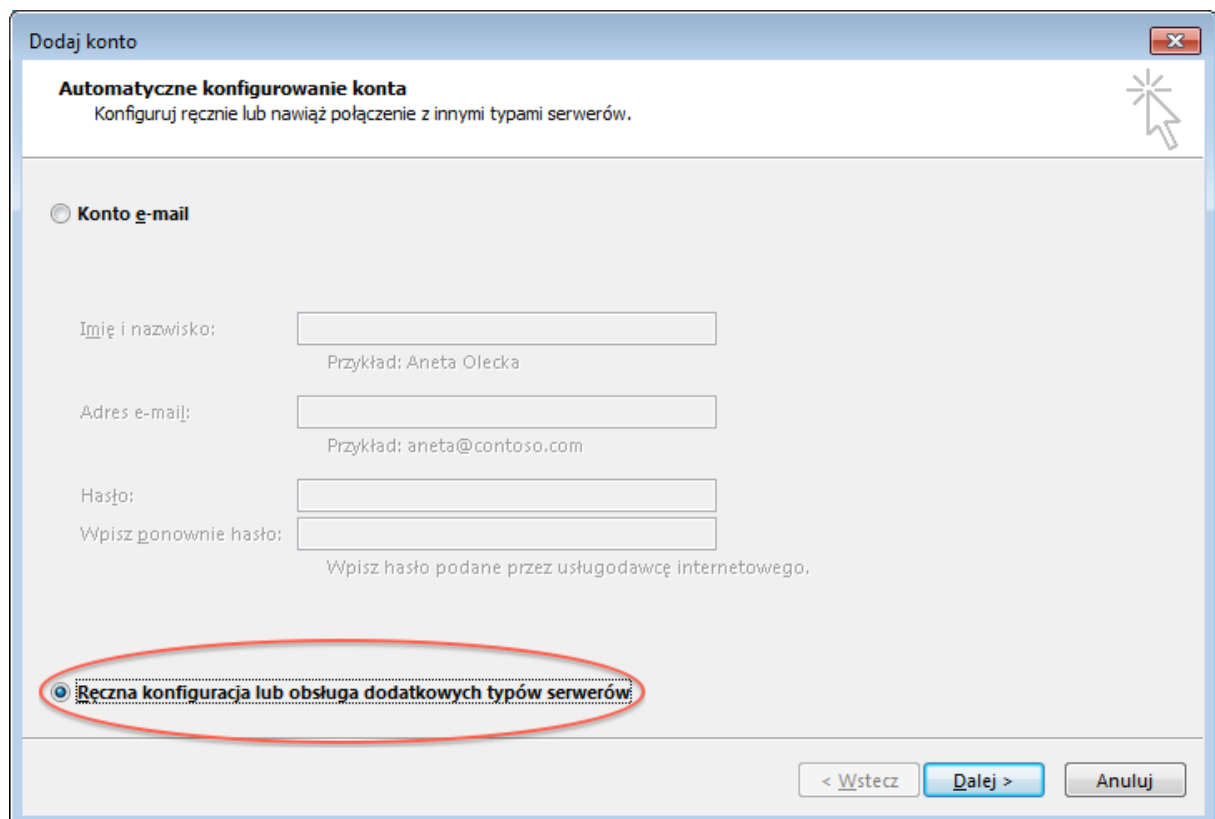 Dodaj konto
Automatyczne konfigurowanie konta
Konfiguruj ręcznie lub nawiąż połączenie z innymi typami serwerów.
Konto e-mail
Imię i nazwisko:
Przykład: Aneta Olecka
Adres e-mail:
Przykład: aneta@contoso.com
Hasło:
Wpisz ponownie hasło:
Wpisz hasło podane przez usługodawcę internetowego.
Ręczna konfiguracja lub obsługa dodatkowych typów serwerów
< Wstecz Dalej > Anuluj